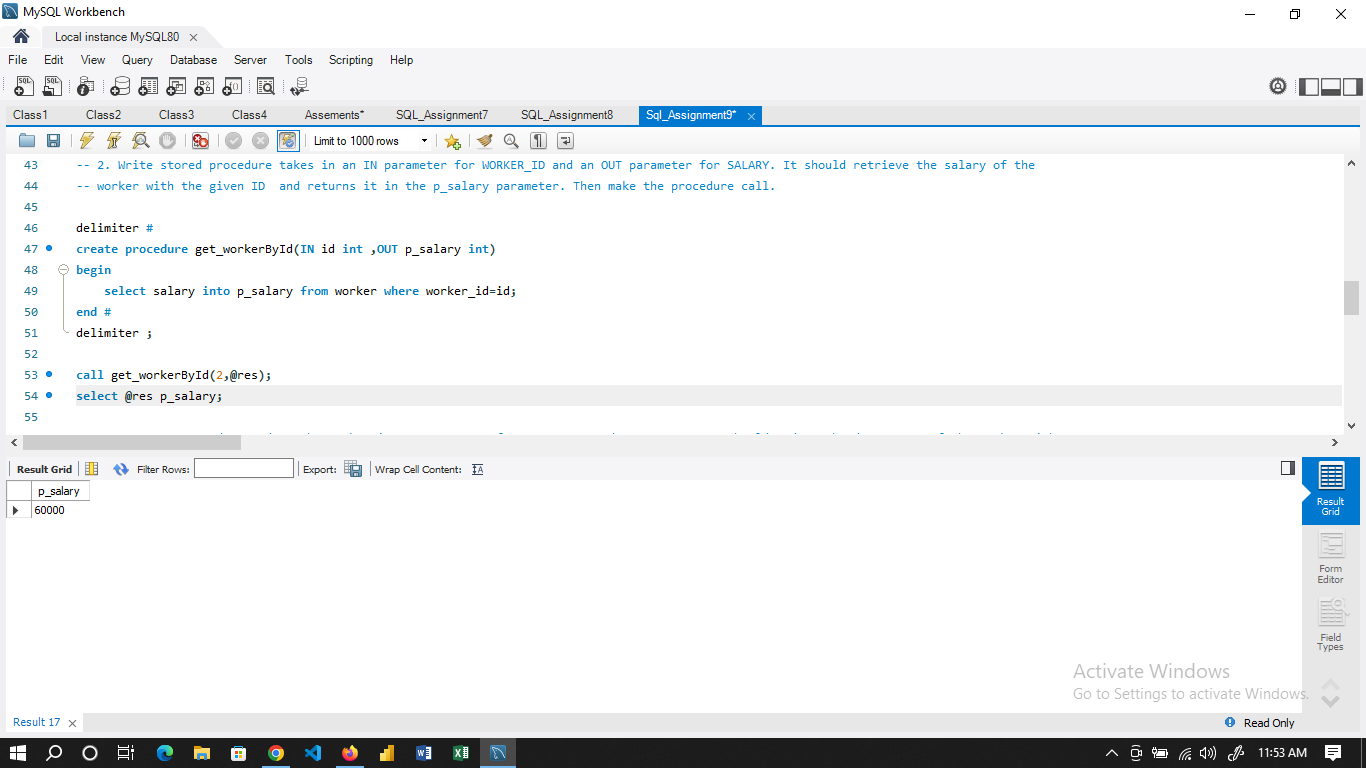 MySQL Workbench
Local instance MySQL80
File Edit View Query Database Server Tools Scripting Help
Class1 Class2 Class3 Class4 Assements* SQL_Assignment7 SQL_Assignment8 Sql_Assignment9*
Limit to 1000 rows
43 -- 2. Write stored procedure takes in an IN parameter for WORKER_ID and an OUT parameter for SALARY. It should retrieve the salary of the
44 -- worker with the given ID  and returns it in the p_salary parameter. Then make the procedure call.
45
46 delimiter #
47 create procedure get_workerById(IN id int ,OUT p_salary int)
48 begin
49 select salary into p_salary from worker where worker_id=id;
50 end #
51 delimiter ;
52
53 call get_workerById(2,@res);
54 select @res p_salary;
55
Result Grid Filter Rows: Export: Wrap Cell Content:
p_salary
60000
Result
Grid
Form
Editor
Field
Types
Activate Windows
Go to Settings to activate Windows.
Result 17
Read Only
11:53 AM